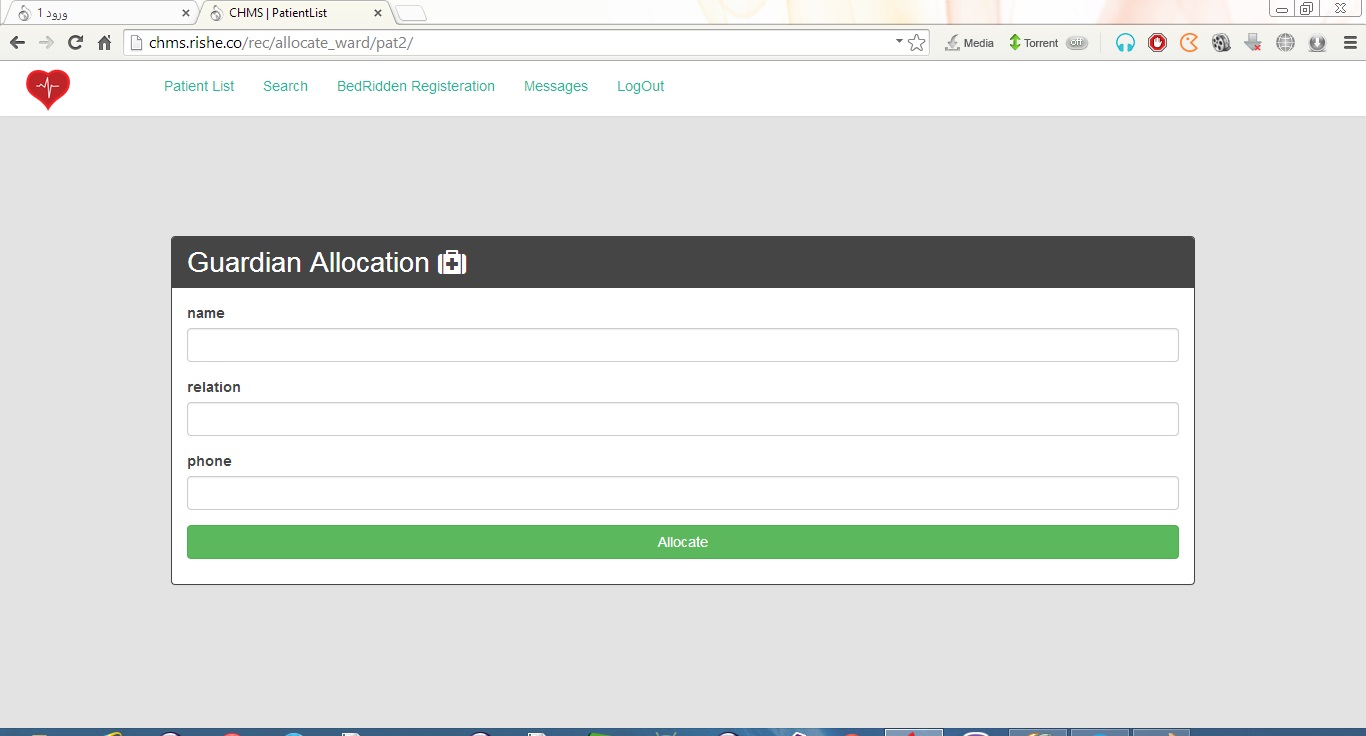 ورود 1
CHMS | PatientList
chms.rishe.co/rec/allocate_ward/pat2/
Media
Torrent
Off
Patient List
Search
BedRidden Registeration
Messages
LogOut
Guardian Allocation
name
relation
phone
Allocate